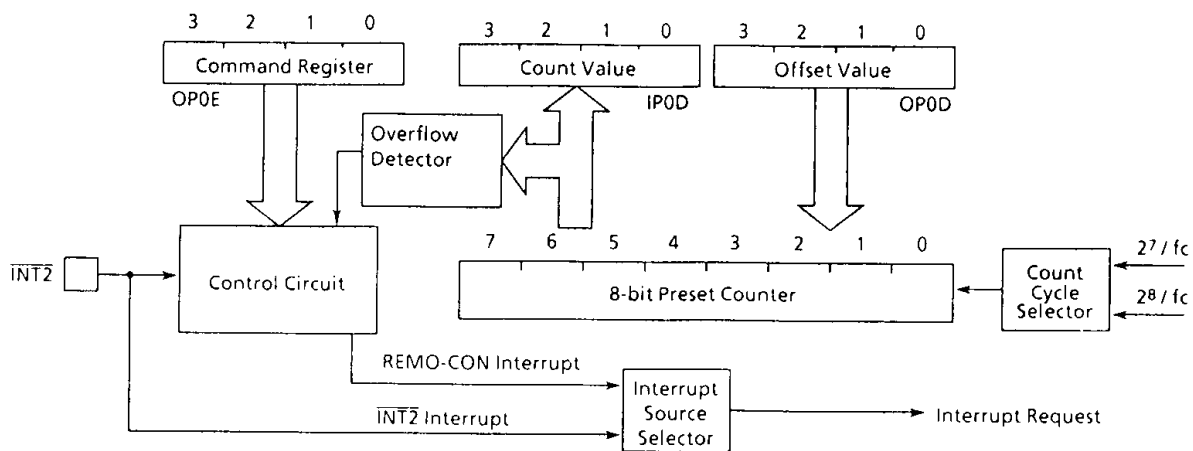 3 2 1 0
3 2 1 0
3 2 1 0
Command Register
Count Value
Offset Value
OP0E
IP0D
OP0D
Overflow
Detector
7 6 5 4 3 2 1 0
INT2
Control Circuit
8-bit Preset Counter
Count
Cycle
Selector
2⁷/fc
2⁸/fc
REMO-CON Interrupt
INT2 Interrupt
Interrupt
Source
Selector
Interrupt Request